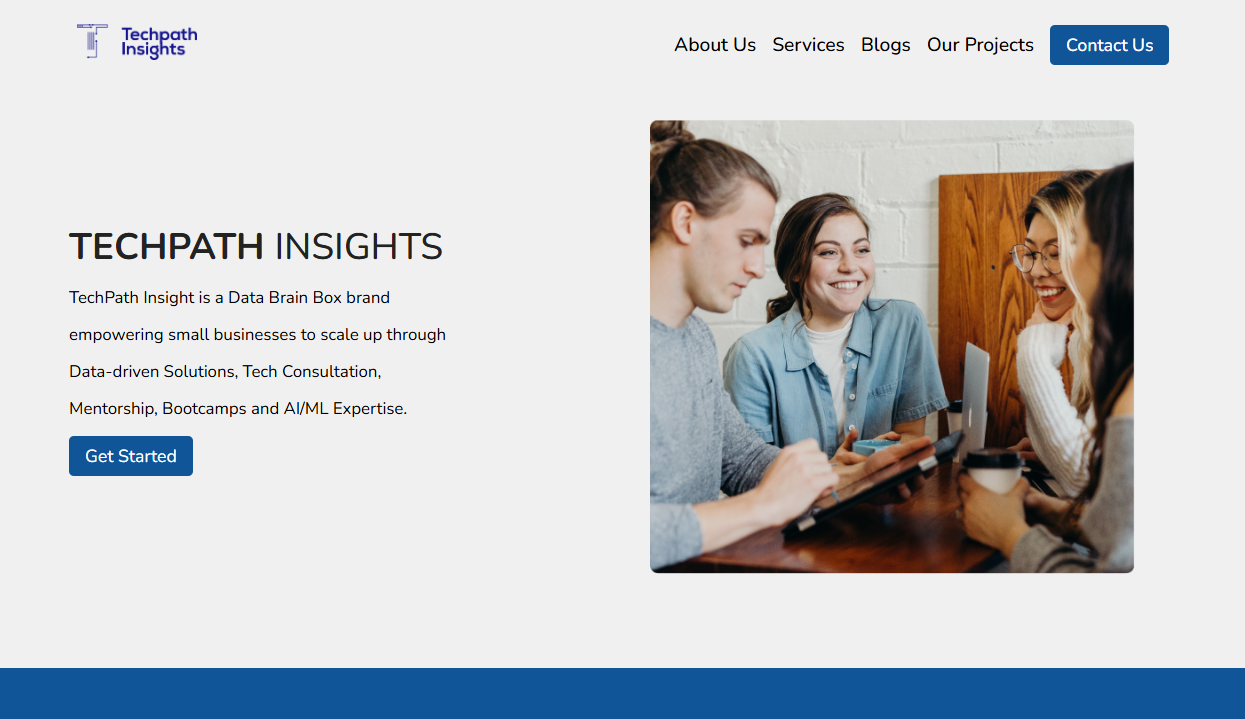 Techpath
Insights
About Us Services Blogs Our Projects Contact Us
TECHPATH INSIGHTS
TechPath Insight is a Data Brain Box brand
empowering small businesses to scale up through
Data-driven Solutions, Tech Consultation,
Mentorship, Bootcamps and AI/ML Expertise.
Get Started